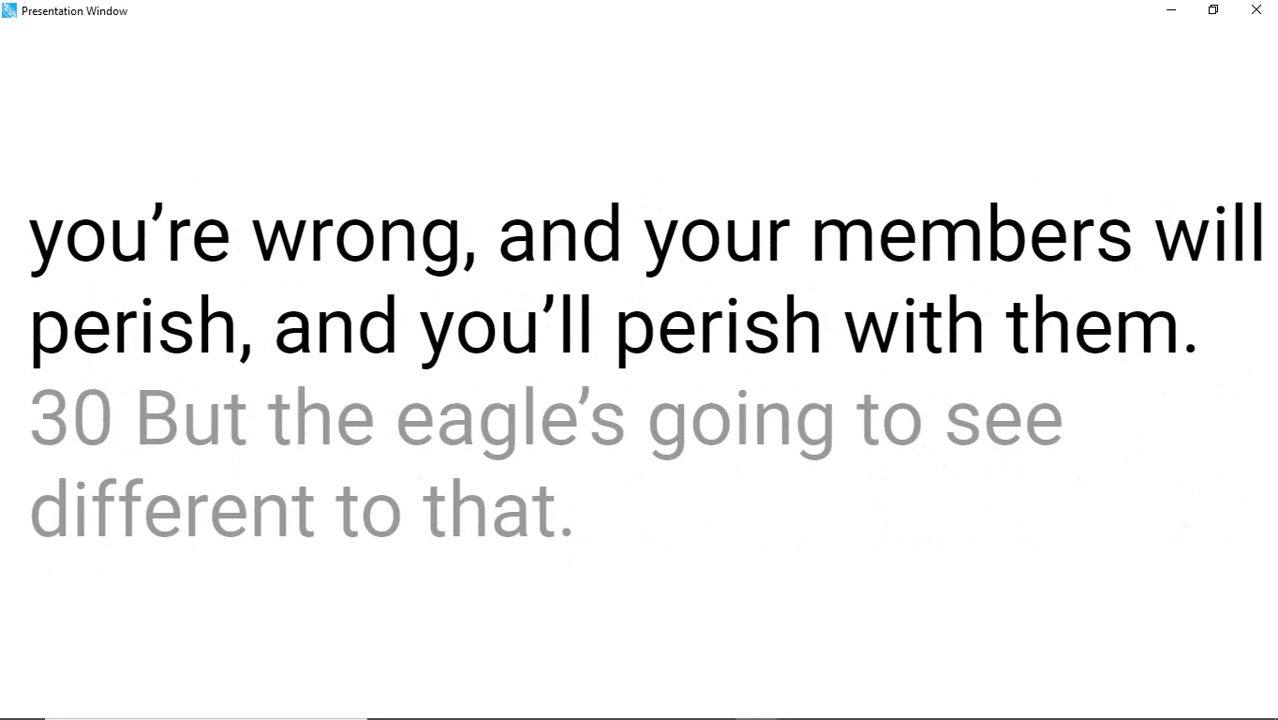 Presentation Window
you’re wrong, and your members will
perish, and you’ll perish with them.
30 But the eagle’s going to see
different to that.